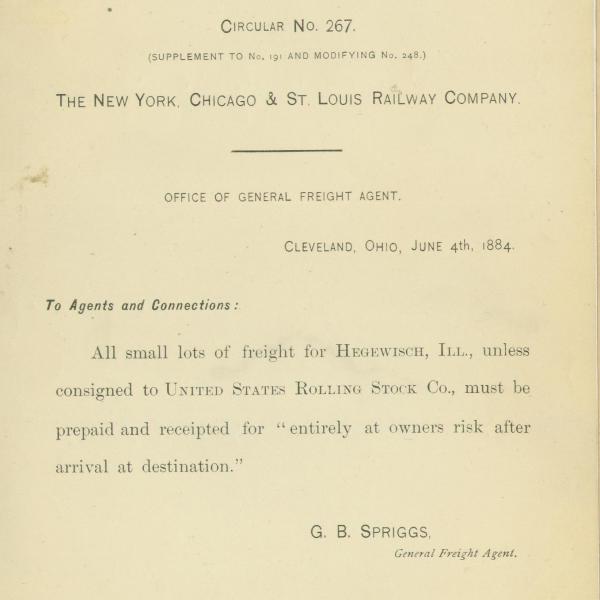 CIRCULAR NO. 267.
(SUPPLEMENT TO NO. 191 AND MODIFYING NO. 248.)
THE NEW YORK, CHICAGO & ST. LOUIS RAILWAY COMPANY.
OFFICE OF GENERAL FREIGHT AGENT.
CLEVELAND, OHIO, JUNE 4th, 1884.
To Agents and Connections:
All small lots of freight for HEGEWISCH, ILL., unless
consigned to UNITED STATES ROLLING STOCK CO., must be
prepaid and receipted for "entirely at owners risk after
arrival at destination."
G. B. SPRIGGS,
General Freight Agent.